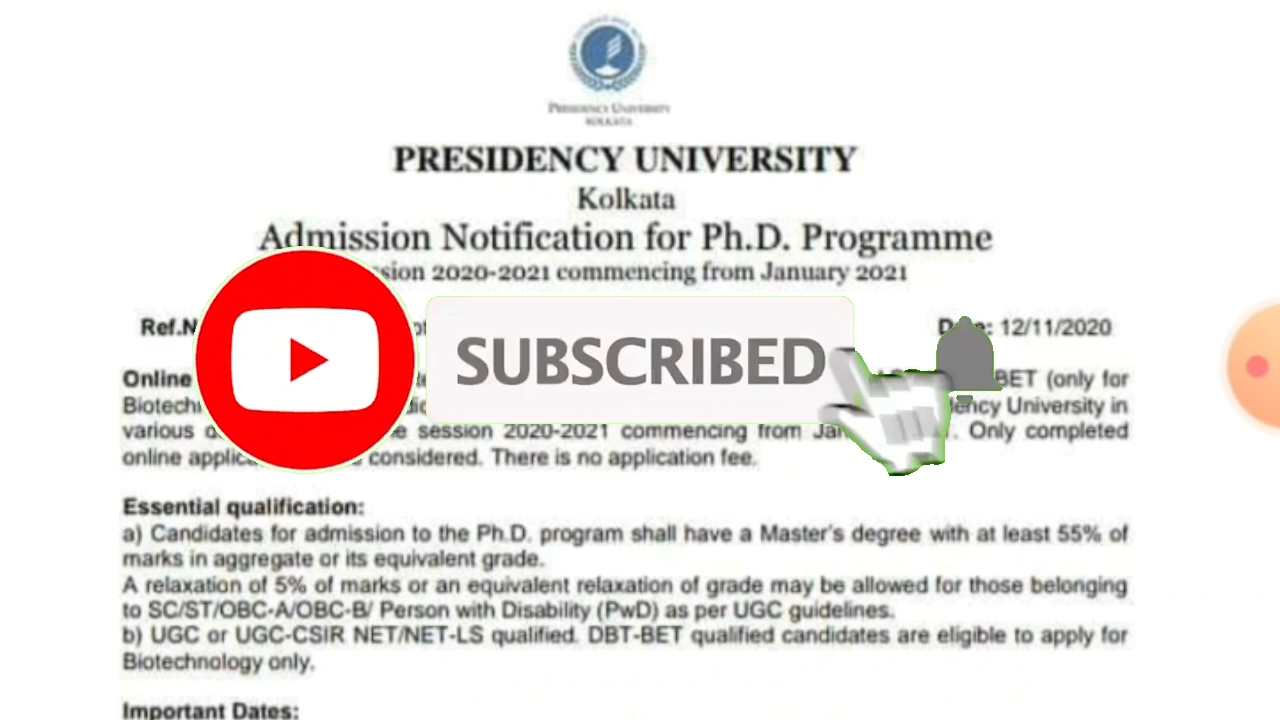 PRESIDENCY UNIVERSITY
KOLKATA
PRESIDENCY UNIVERSITY
Kolkata
Admission Notification for Ph.D. Programme
sion 2020-2021 commencing from January 2021
Ref.N Date: 12/11/2020
SUBSCRIBED
Online BET (only for
Biotech University in
various session 2020-2021 commencing from Only completed
online considered. There is no application fee.
Essential qualification:
a) Candidates for admission to the Ph.D. program shall have a Master's degree with at least 55% of
marks in aggregate or its equivalent grade.
A relaxation of 5% of marks or an equivalent relaxation of grade may be allowed for those belonging
to SC/ST/OBC-A/OBC-B/ Person with Disability (PwD) as per UGC guidelines.
b) UGC or UGC-CSIR NET/NET-LS qualified. DBT-BET qualified candidates are eligible to apply for
Biotechnology only.
Important Dates: